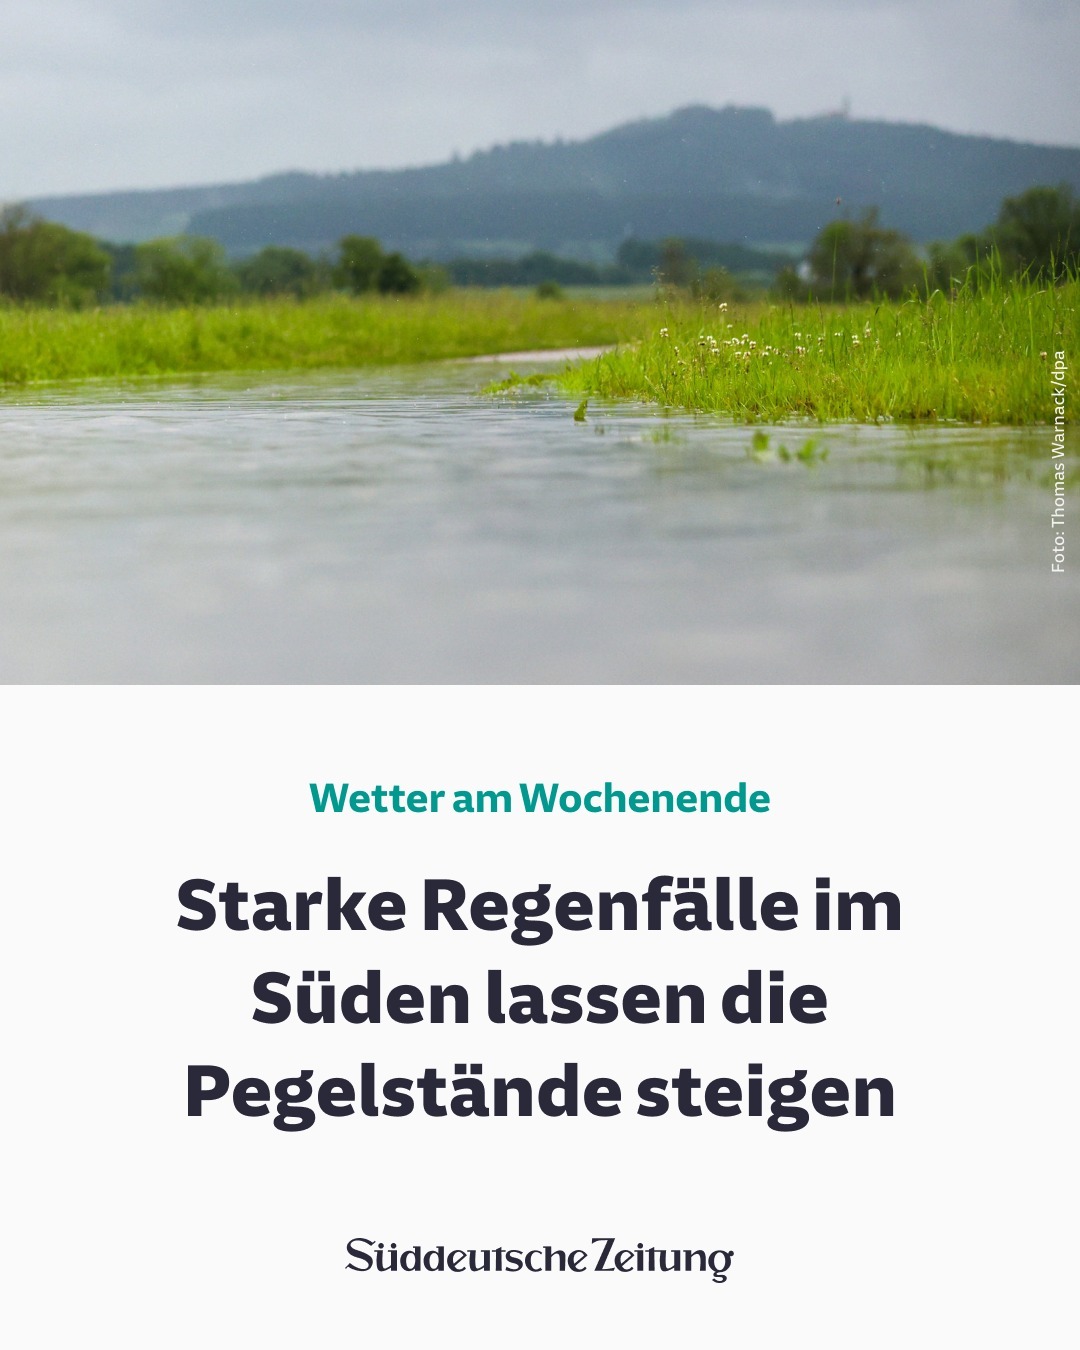 Foto: Thomas Warnack/dpa
Wetter am Wochenende
Starke Regenfälle im
Süden lassen die
Pegelstände steigen
Süddeutsche Zeitung